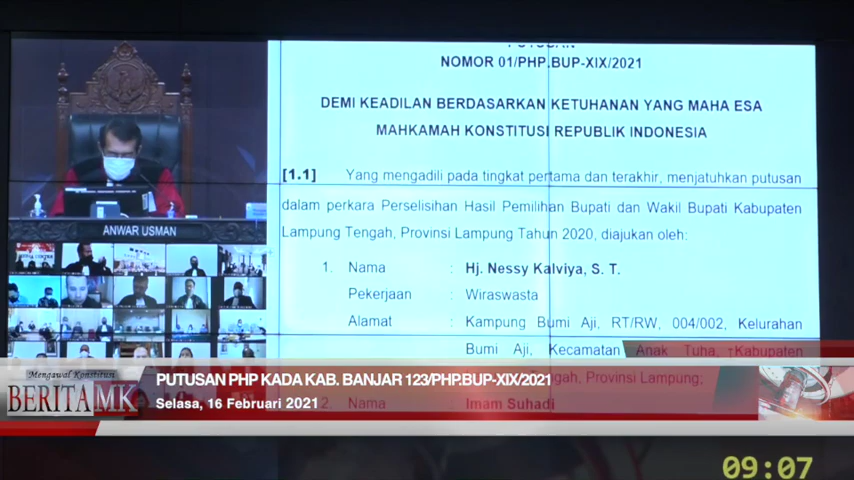 PUTUSAN
NOMOR 01/PHP.BUP-XIX/2021
DEMI KEADILAN BERDASARKAN KETUHANAN YANG MAHA ESA
MAHKAMAH KONSTITUSI REPUBLIK INDONESIA
[1.1] Yang mengadili pada tingkat pertama dan terakhir, menjatuhkan putusan
dalam perkara Perselisihan Hasil Pemilihan Bupati dan Wakil Bupati Kabupaten
Lampung Tengah, Provinsi Lampung Tahun 2020, diajukan oleh:
1. Nama : Hj. Nessy Kalviya, S. T.
Pekerjaan : Wiraswasta
Alamat : Kampung Bumi Aji, RT/RW, 004/002, Kelurahan
Bumi Aji, Kecamatan Anak Tuha, Kabupaten
Provinsi Lampung;
2. Nama : Imam Suhadi
ANWAR USMAN
Mengawal Konstitusi
BERITA MK
PUTUSAN PHP KADA KAB. BANJAR 123/PHP.BUP-XIX/2021
Selasa, 16 Februari 2021
09:07